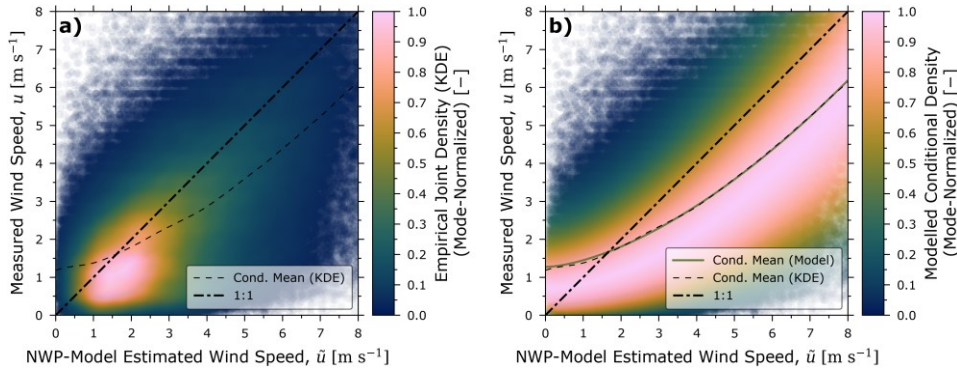 a)
8
7
6
5
4
3
2
1
0
Measured Wind Speed, u [m s⁻¹]
0 1 2 3 4 5 6 7 8
NWP-Model Estimated Wind Speed, ũ [m s⁻¹]
Cond. Mean (KDE)
1:1
1.0
0.9
0.8
0.7
0.6
0.5
0.4
0.3
0.2
0.1
0.0
Empirical Joint Density (KDE)
(Mode-Normalized) [−]
b)
8
7
6
5
4
3
2
1
0
Measured Wind Speed, u [m s⁻¹]
0 1 2 3 4 5 6 7 8
NWP-Model Estimated Wind Speed, ũ [m s⁻¹]
Cond. Mean (Model)
Cond. Mean (KDE)
1:1
1.0
0.9
0.8
0.7
0.6
0.5
0.4
0.3
0.2
0.1
0.0
Modelled Conditional Density
(Mode-Normalized) [−]